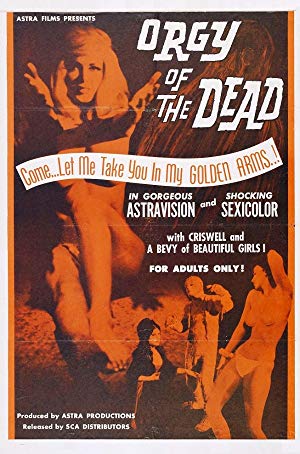 ASTRA FILMS PRESENTS
ORGY
OF
THE DEAD
Come...Let Me Take You In My GOLDEN ARMS..!
IN GORGEOUS
ASTRAVISION and
SHOCKING
SEXICOLOR
with CRISWELL and
A BEVY of BEAUTIFUL GIRLS!
FOR ADULTS ONLY!
Produced by ASTRA PRODUCTIONS
Released by SCA DISTRIBUTORS